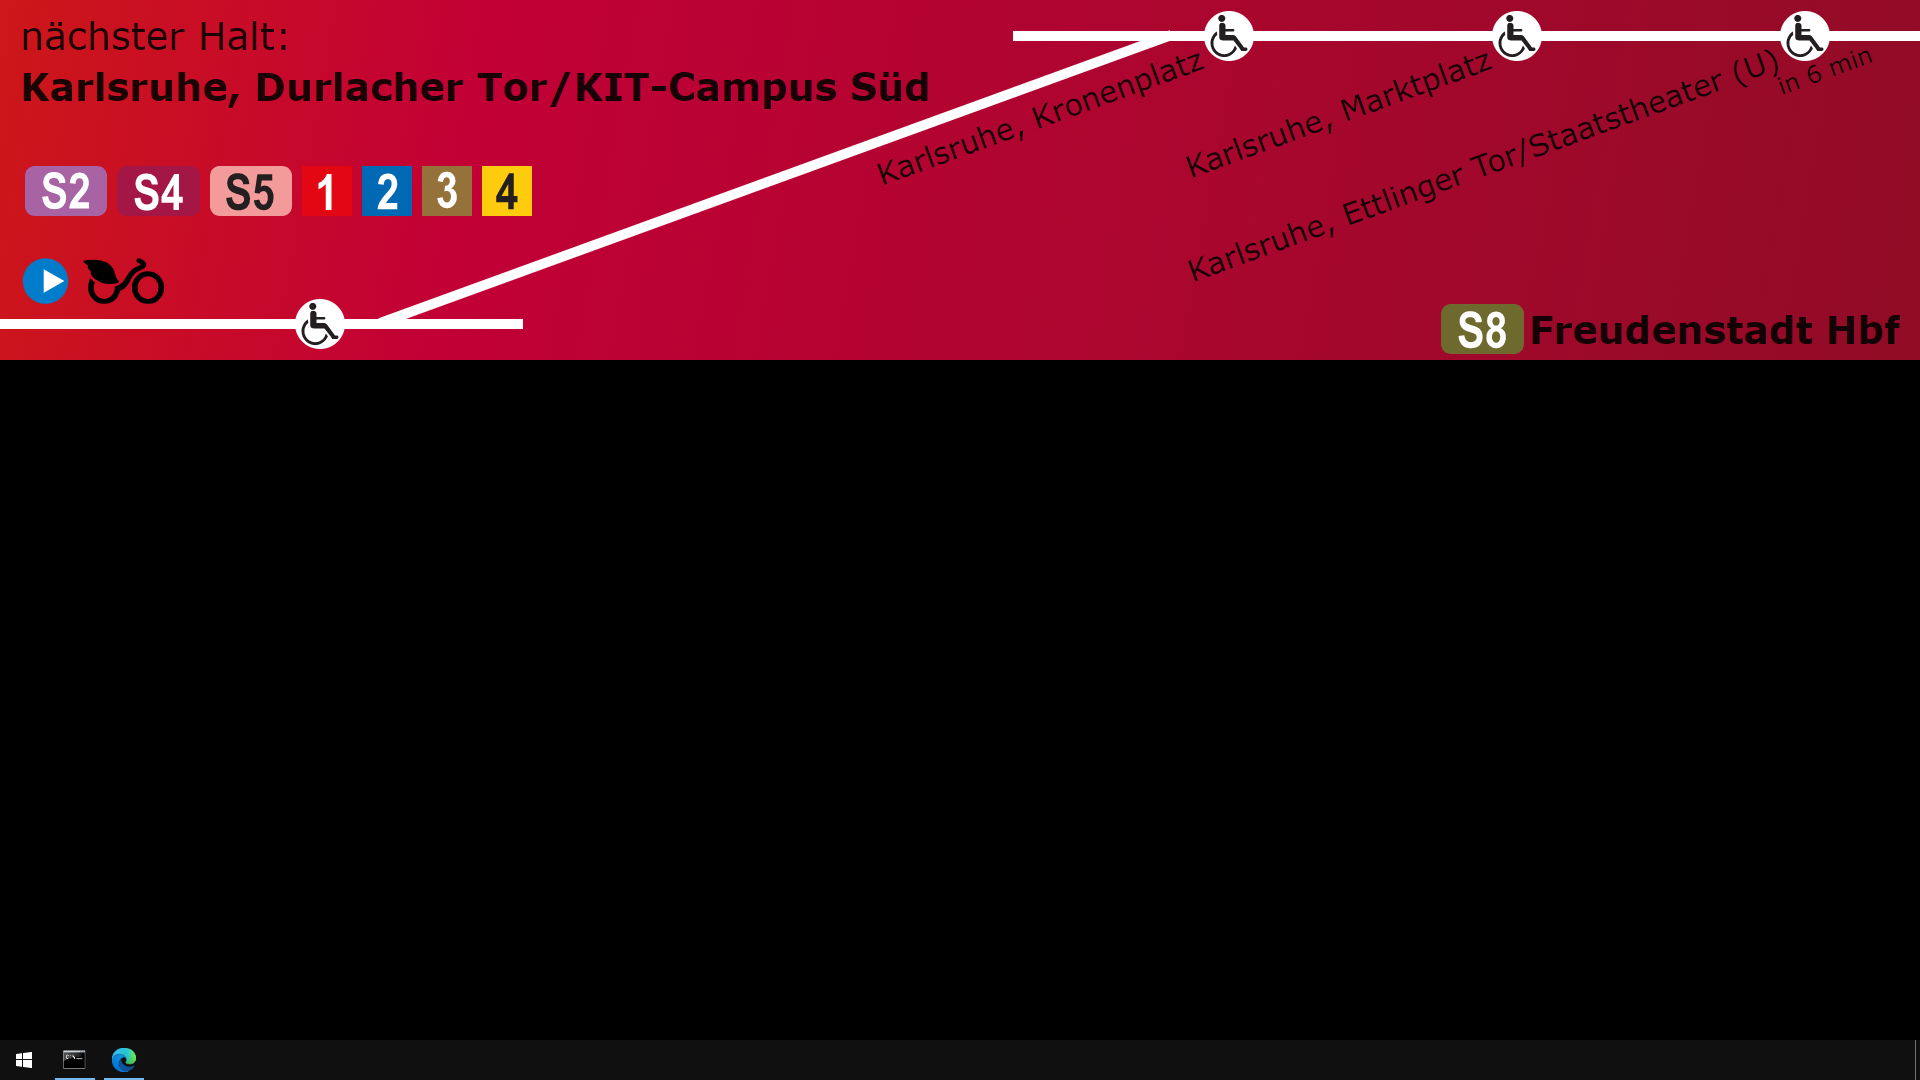 nächster Halt:
Karlsruhe, Durlacher Tor/KIT-Campus Süd
S2 S4 S5 1 2 3 4
Karlsruhe, Kronenplatz
Karlsruhe, Marktplatz
Karlsruhe, Ettlinger Tor/Staatstheater (U)
in 6 min
S8 Freudenstadt Hbf